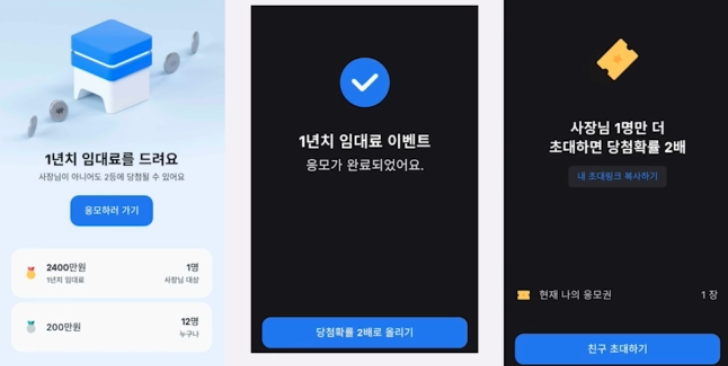 1년치 임대료를 드려요
사장님이 아니어도 2등에 당첨될 수 있어요
응모하러 가기
2400만원
1년치 임대료
1명
사장님 대상
200만원
12명
누구나
1년치 임대료 이벤트
응모가 완료되었어요.
당첨확률 2배로 올리기
사장님 1명만 더
초대하면 당첨확률 2배
내 초대링크 복사하기
현재 나의 응모권
1 장
친구 초대하기